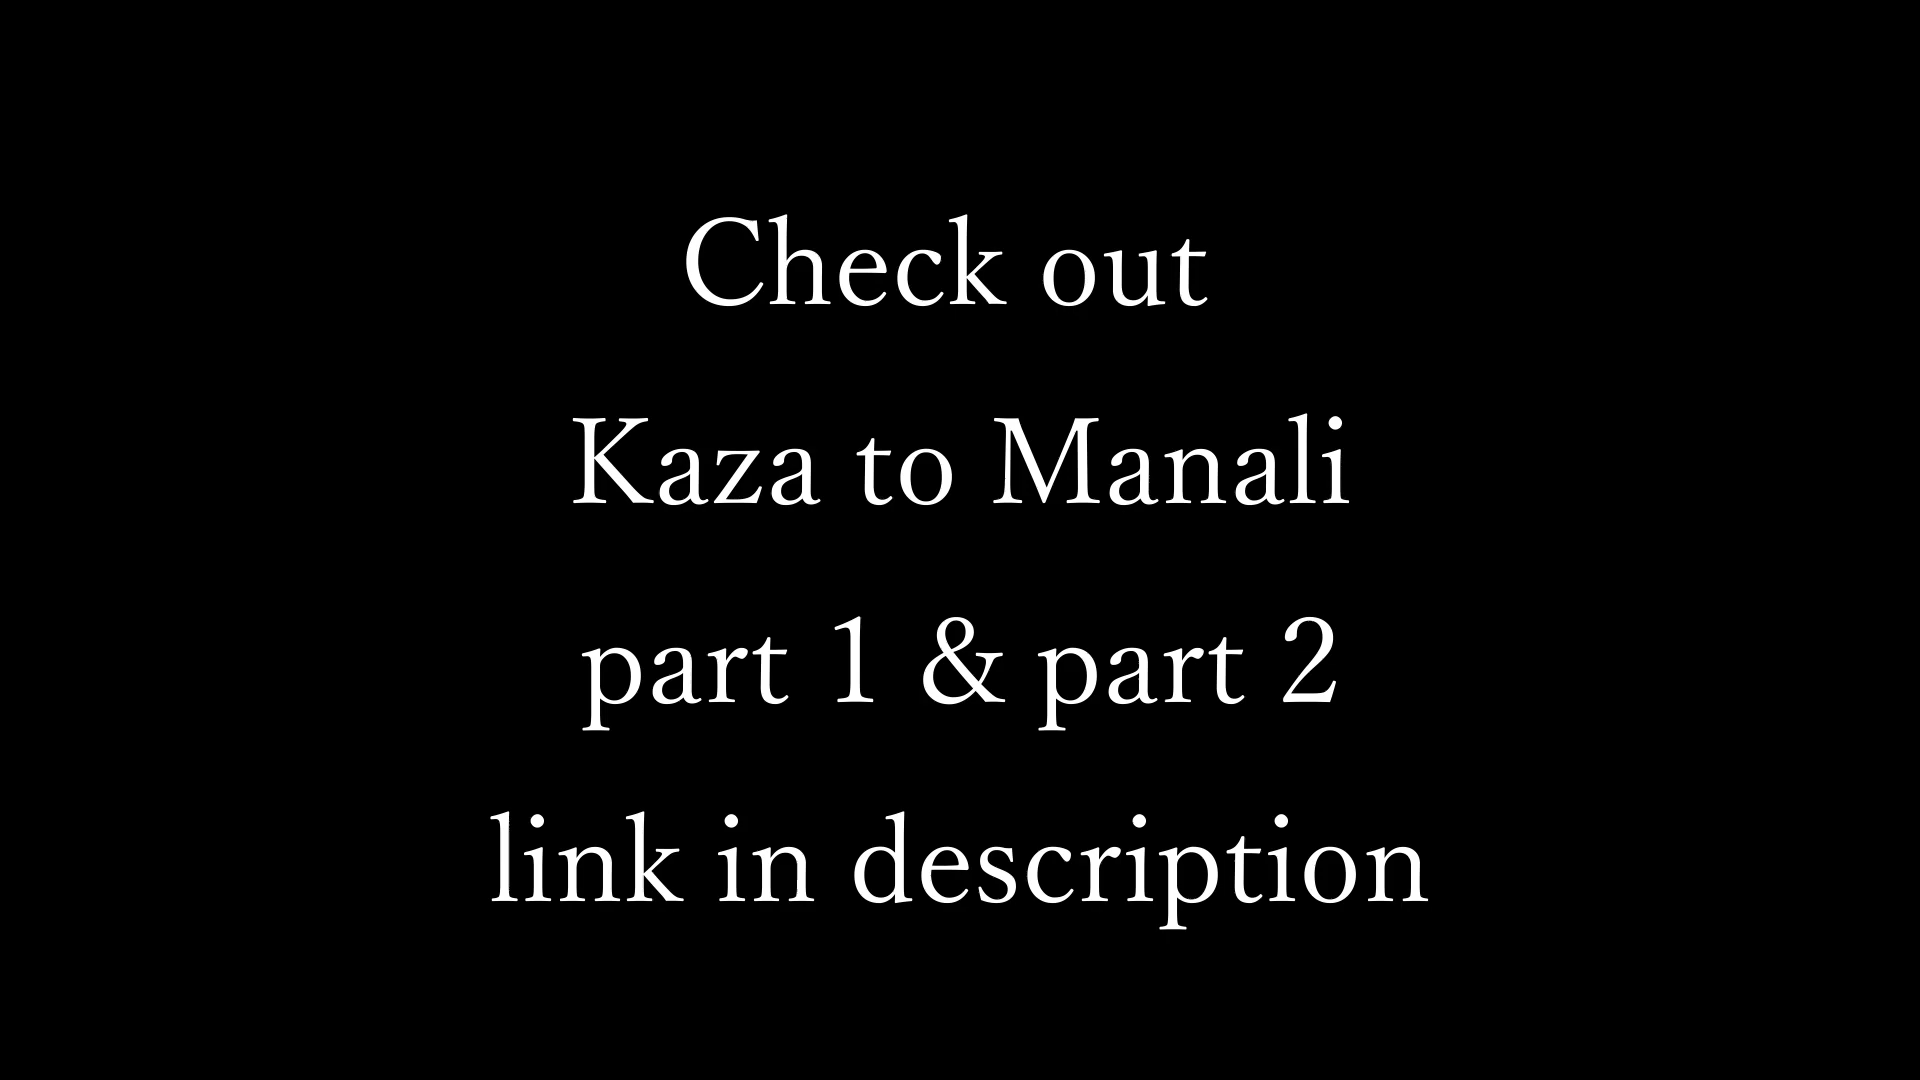 Check out
Kaza to Manali
part 1 & part 2
link in description